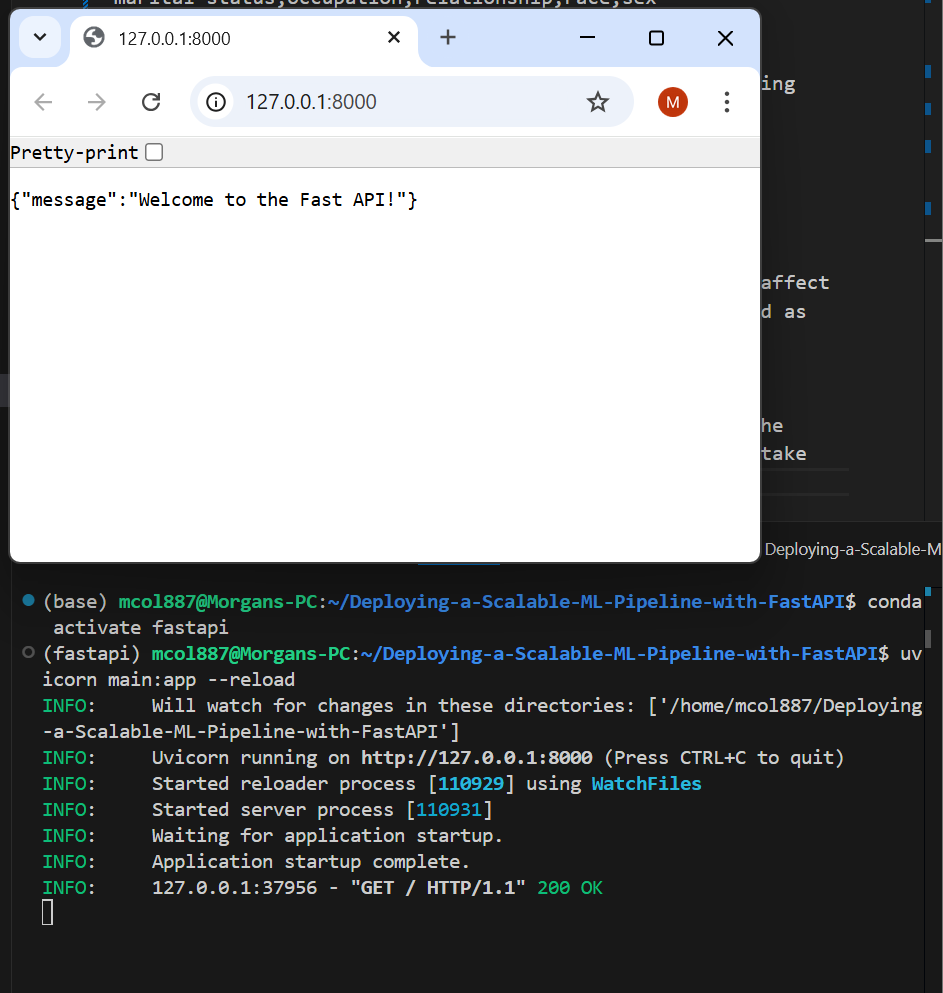 marital-status,occupation,relationship,race,sex
127.0.0.1:8000
127.0.0.1:8000
M
ing
Pretty-print
{"message":"Welcome to the Fast API!"}
affect
d as
he
take
Deploying-a-Scalable-M
(base) mcol887@Morgans-PC:~/Deploying-a-Scalable-ML-Pipeline-with-FastAPI$ conda
activate fastapi
(fastapi) mcol887@Morgans-PC:~/Deploying-a-Scalable-ML-Pipeline-with-FastAPI$ uv
icorn main:app --reload
INFO: Will watch for changes in these directories: ['/home/mcol887/Deploying
-a-Scalable-ML-Pipeline-with-FastAPI']
INFO: Uvicorn running on http://127.0.0.1:8000 (Press CTRL+C to quit)
INFO: Started reloader process [110929] using WatchFiles
INFO: Started server process [110931]
INFO: Waiting for application startup.
INFO: Application startup complete.
INFO: 127.0.0.1:37956 - "GET / HTTP/1.1" 200 OK